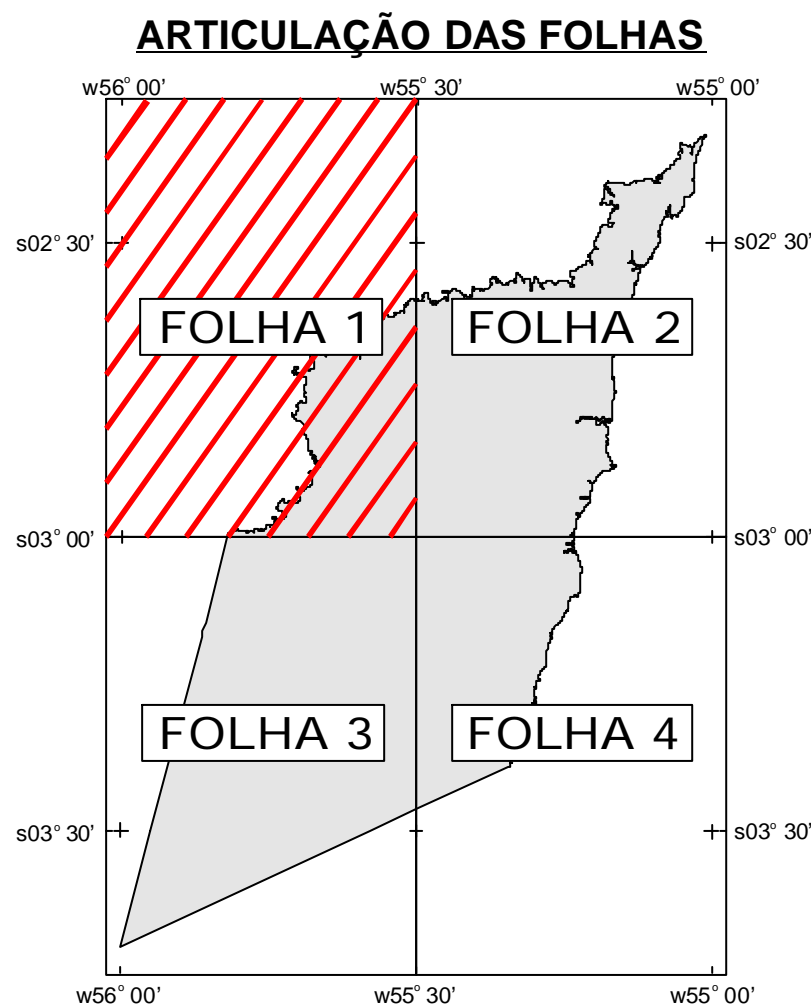 ARTICULAÇÃO DAS FOLHAS
w56° 00' w55° 30' w55° 00'
s02° 30' s02° 30'
FOLHA 1 FOLHA 2
s03° 00' s03° 00'
FOLHA 3 FOLHA 4
s03° 30' s03° 30'
w56° 00' w55° 30' w55° 00'